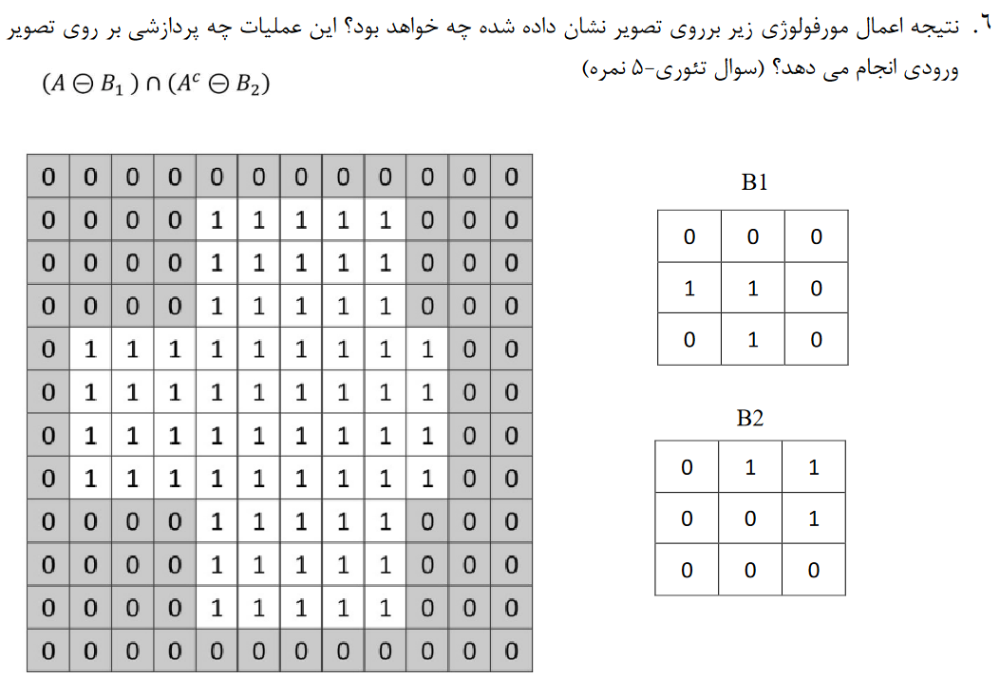 ٦. نتیجه اعمال مورفولوژی زیر برروی تصویر نشان داده شده چه خواهد بود؟ این عملیات چه پردازشی بر روی تصویر
ورودی انجام می دهد؟ (سوال تئوری-۵ نمره)
(A ⊖ B₁ ) ∩ (Aᶜ ⊖ B₂)
0 0 0 0 0 0 0 0 0 0 0 0
0 0 0 0 1 1 1 1 1 0 0 0
0 0 0 0 1 1 1 1 1 0 0 0
0 0 0 0 1 1 1 1 1 0 0 0
0 1 1 1 1 1 1 1 1 1 0 0
0 1 1 1 1 1 1 1 1 1 0 0
0 1 1 1 1 1 1 1 1 1 0 0
0 1 1 1 1 1 1 1 1 1 0 0
0 0 0 0 1 1 1 1 1 0 0 0
0 0 0 0 1 1 1 1 1 0 0 0
0 0 0 0 1 1 1 1 1 0 0 0
0 0 0 0 0 0 0 0 0 0 0 0
B1
0 0 0
1 1 0
0 1 0
B2
0 1 1
0 0 1
0 0 0